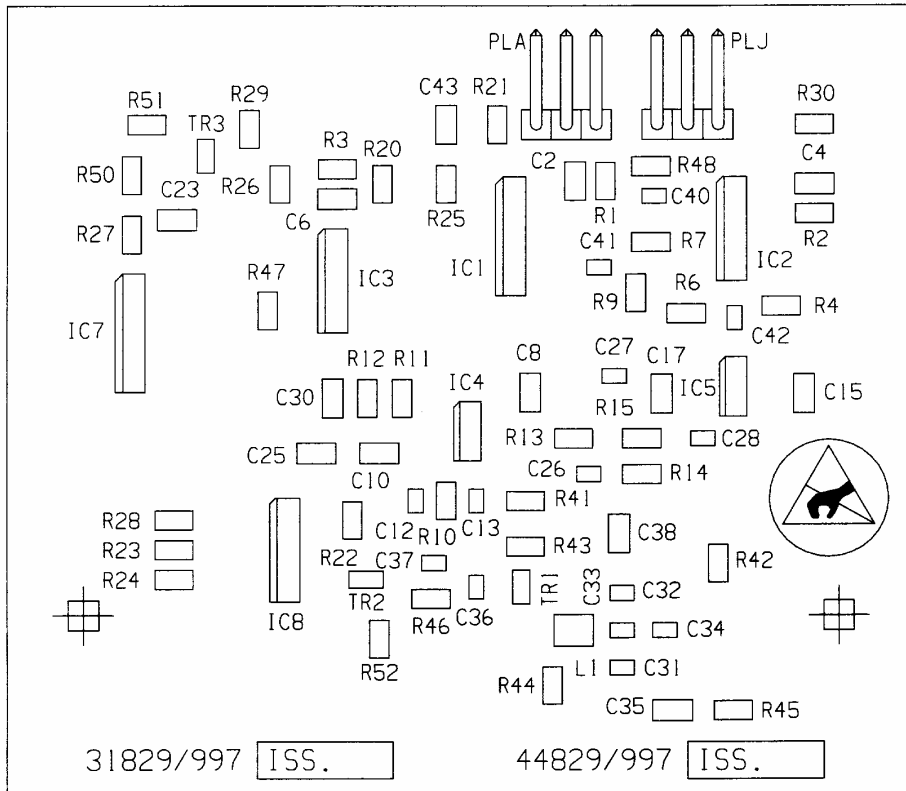 PLA PLJ
C43 R21
R51 R29 R30
TR3 R3 R20 C4
R50 C23 R26 C2 R48
C6 R25 R1 C40
R27 C41 R7 R2
R47 IC3 IC1 R9 R6 IC2
IC7 R4
C42
R12 R11 C8 C27 C17
C30 IC4 R15 IC5 C15
C25 R13 C28
C10 C26 R14
R28 C12 R10 C13 R41 C38
R23 R22 C37 R43 R42
R24 TR2 TR1 C33 C32
IC8 R46 C36 C34
R52 R44 L1 C31
C35 R45
31829/997 ISS. 44829/997 ISS.